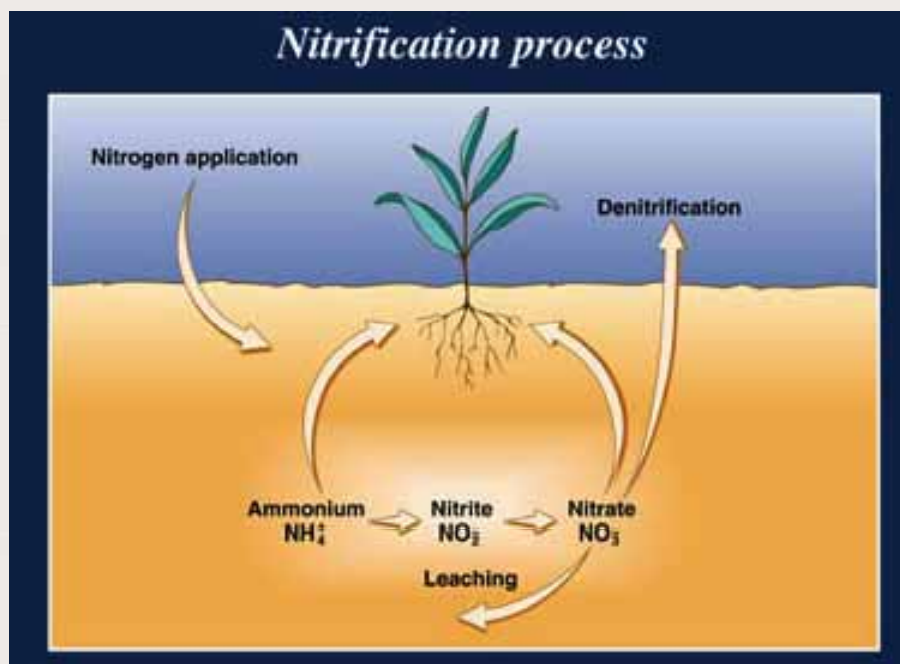 Nitrification process
Nitrogen application
Denitrification
Ammonium
NH₄⁺
Nitrite
NO₂⁻
Nitrate
NO₃⁻
Leaching